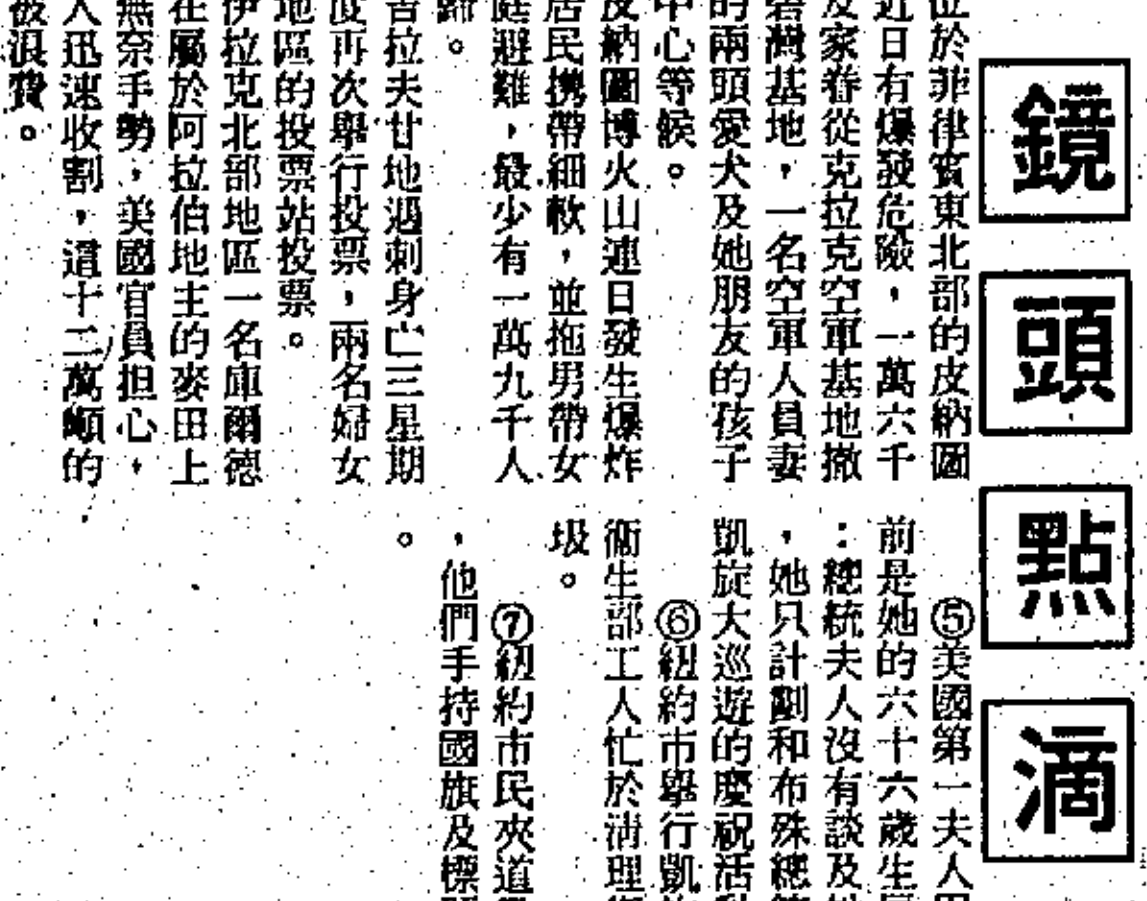 鏡頭點滴
位於菲律賓東北部的皮納圖
近日有爆發危險,一萬六千
及家眷從克拉克空軍基地撤
碧灣基地,一名空軍人員妻
的兩頭愛犬及她朋友的孩子
中心等候。
皮納圖博火山連日發生爆炸
居民携帶細軟,並拖男帶女
庭避難,最少有一萬九千人
歸。
吉拉夫甘地遇刺身亡三星期
度再次舉行投票,兩名婦女
地區的投票站投票。
伊拉克北部地區一名庫爾德
在屬於阿拉伯地主的麥田上
無奈手勢,美國官員担心,
人迅速收割,這十二萬噸的
被浪費。
⑤美國第一夫人
前是她的六十六歲生
:總統夫人沒有談及
,她只計劃和布殊總
凱旋大巡遊的慶祝活
⑥紐約市舉行凱
衞生部工人忙於清理
圾。
⑦紐約市民夾道
,他們手持國旗及標
。